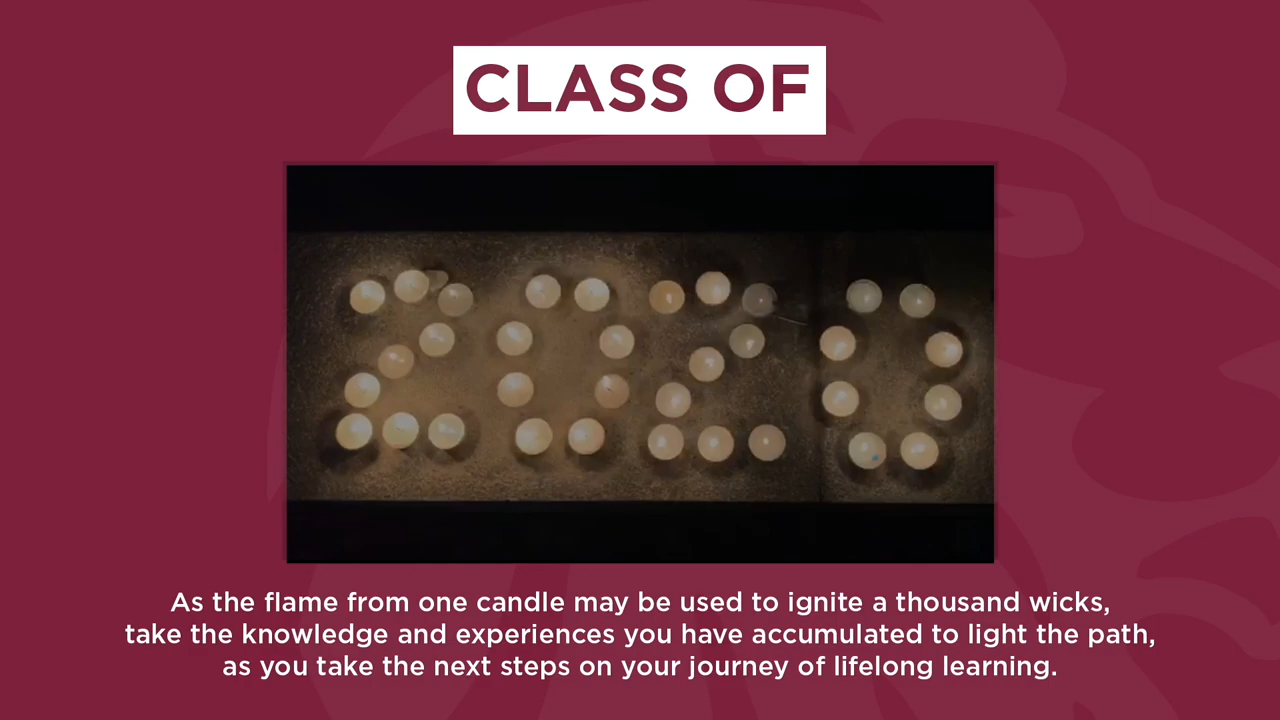 CLASS OF
2020
As the flame from one candle may be used to ignite a thousand wicks,
take the knowledge and experiences you have accumulated to light the path,
as you take the next steps on your journey of lifelong learning.